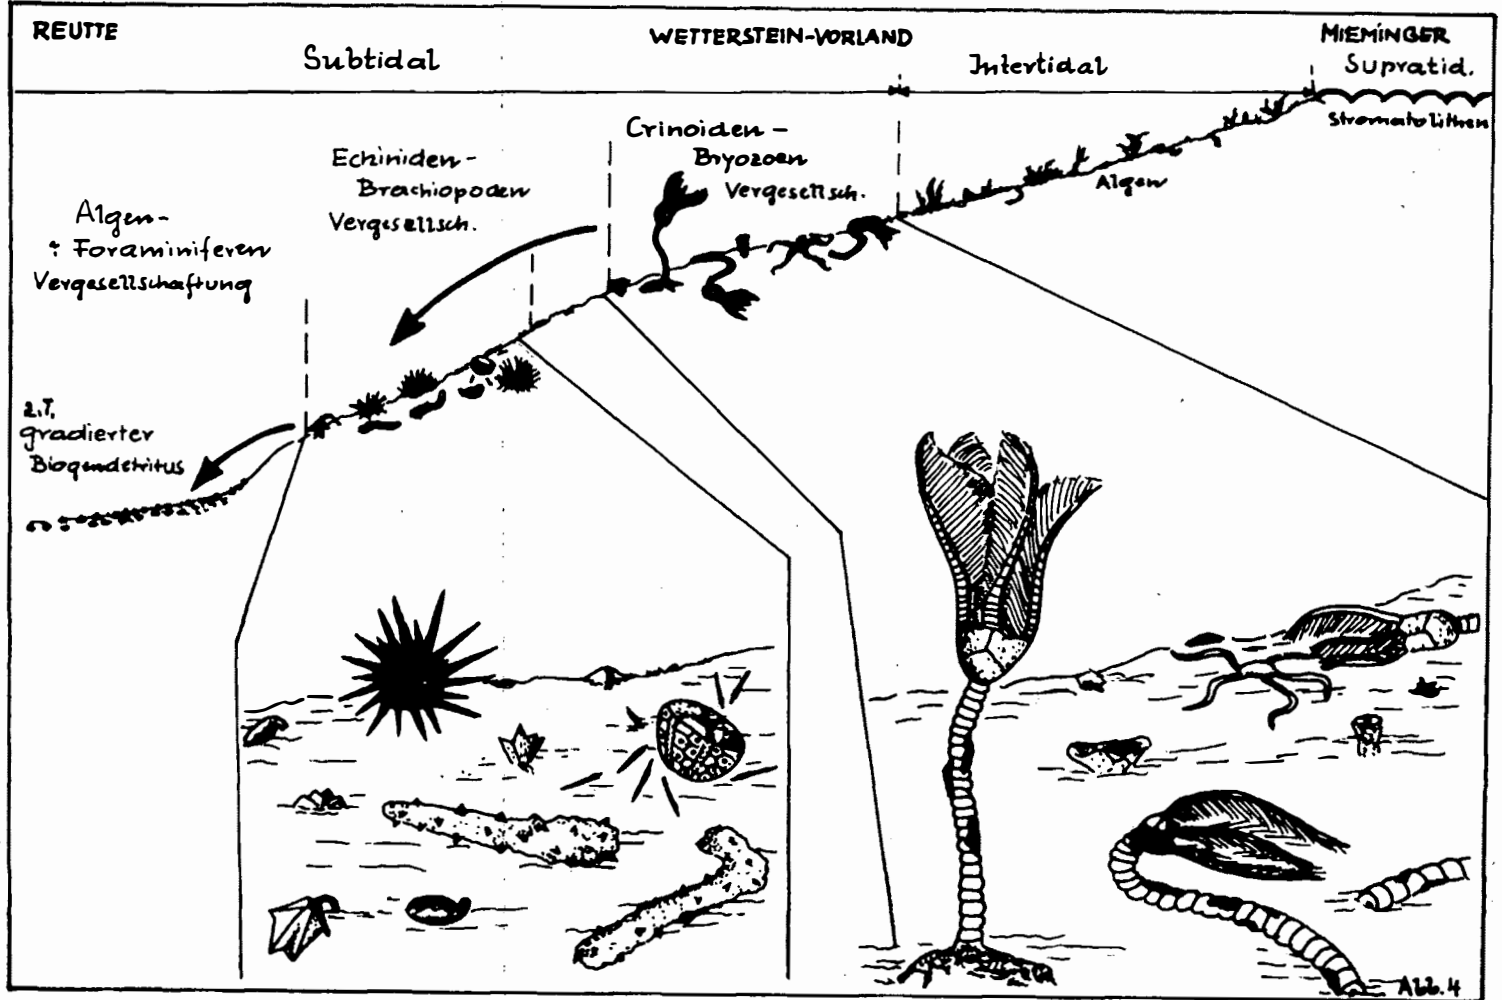 REUTTE
WETTERSTEIN-VORLAND
MIEMINGER
Subtidal
Intertidal
Supratid.
Stromatolithen
Crinoiden -
Bryozoen
Vergesellsch.
Echiniden -
Brachiopoden
Vergesellsch.
Algen
Algen -
: Foraminiferen
Vergesellschaftung
z.T.
gradierter
Biogendetritus
Abb. 4